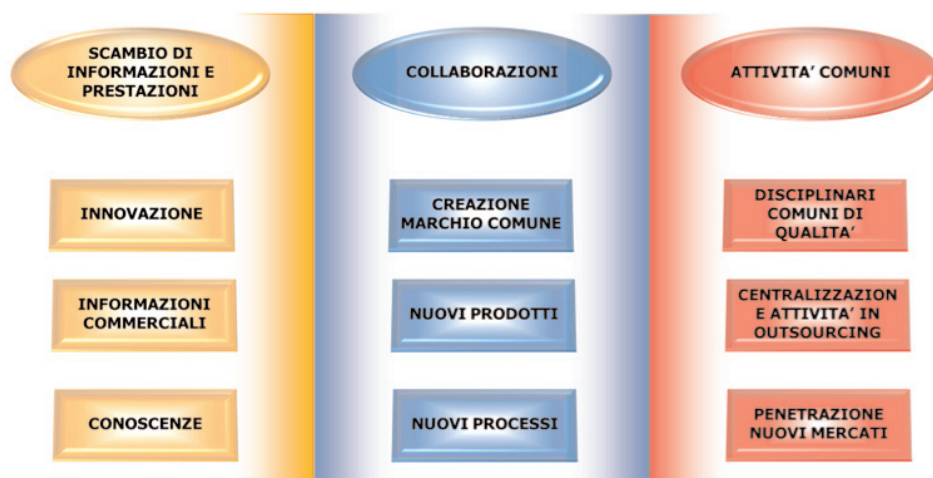 SCAMBIO DI
INFORMAZIONI E
PRESTAZIONI
COLLABORAZIONI
ATTIVITA' COMUNI
INNOVAZIONE
CREAZIONE
MARCHIO COMUNE
DISCIPLINARI
COMUNI DI
QUALITA'
INFORMAZIONI
COMMERCIALI
NUOVI PRODOTTI
CENTRALIZZAZION
E ATTIVITA' IN
OUTSOURCING
CONOSCENZE
NUOVI PROCESSI
PENETRAZIONE
NUOVI MERCATI